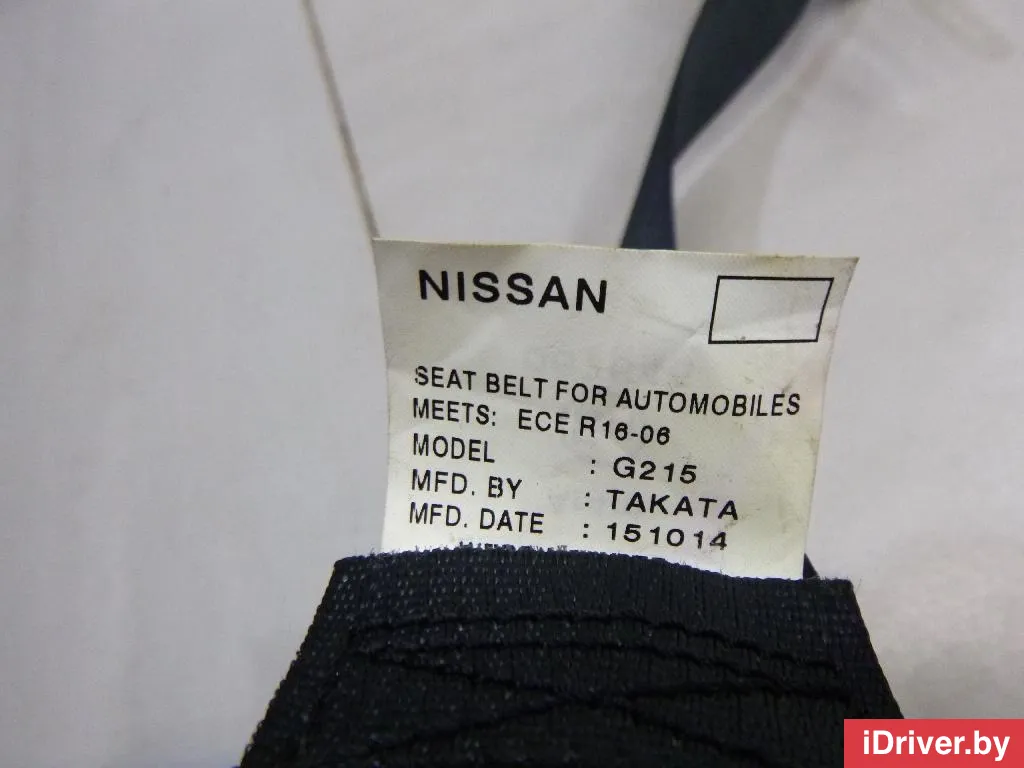 NISSAN
SEAT BELT FOR AUTOMOBILES
MEETS: ECE R16-06
MODEL : G215
MFD. BY : TAKATA
MFD. DATE : 151014
iDriver.by